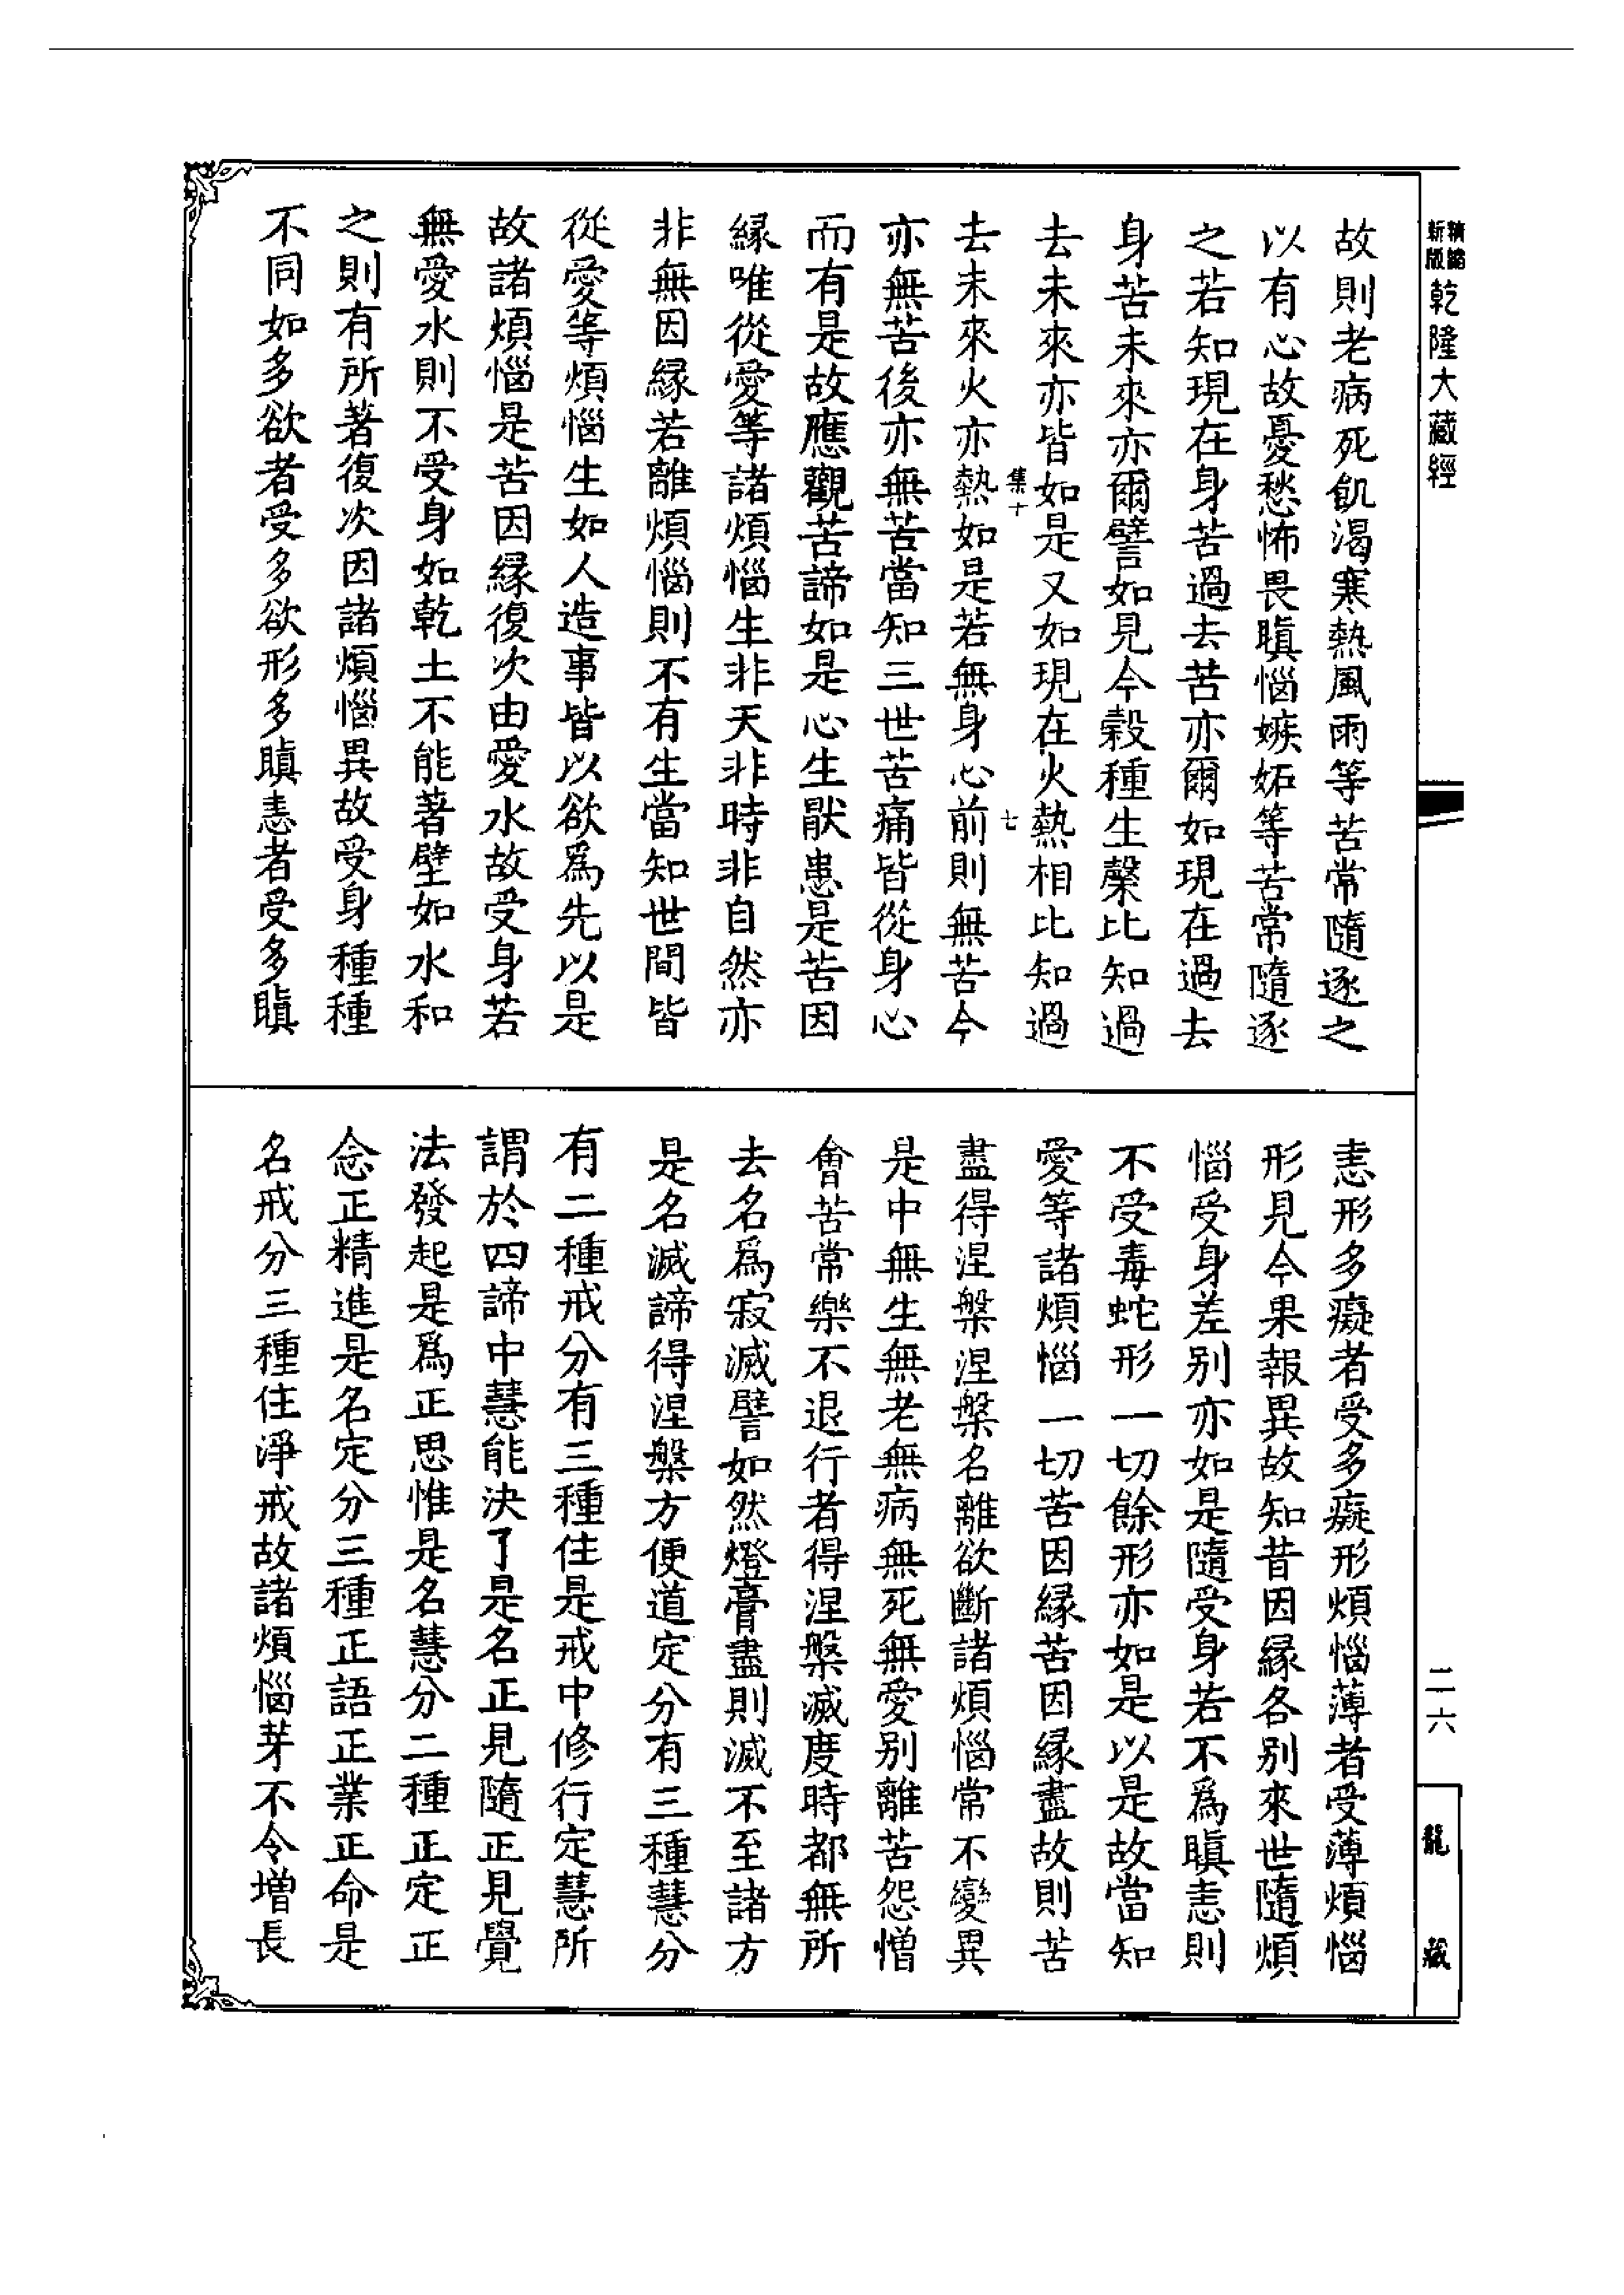 新版
精縮
乾隆大藏經
故則老病死飢渴寒熱風雨等苦常隨逐之
以有心故憂愁怖畏瞋惱嫉妬等苦常隨逐
之若知現在身苦過去苦亦爾如現在過去
身苦未來亦爾譬如見今穀種生櫱比知過
去未來亦皆如是又如現在火熱相比知過
集十
七
去未來火亦熱如是若無身心前則無苦今
亦無苦後亦無苦當知三世苦痛皆從身心
而有是故應觀苦諦如是心生厭患是苦因
緣唯從愛等諸煩惱生非天非時非自然亦
非無因緣若離煩惱則不有生當知世間皆
從愛等煩惱生如人造事皆以欲爲先以是
故諸煩惱是苦因緣復次由愛水故受身若
無愛水則不受身如乾土不能著壁如水和
之則有所著復次因諸煩惱異故受身種種
不同如多欲者受多欲形多瞋恚者受多瞋
恚形多癡者受多癡形煩惱薄者受薄煩惱
形見今果報異故知昔因緣各別來世隨煩
惱受身差別亦如是隨受身若不爲瞋恚則
不受毒蛇形一切餘形亦如是以是故當知
愛等諸煩惱一切苦因緣苦因緣盡故則苦
盡得涅槃涅槃名離欲斷諸煩惱常不變異
是中無生無老無病無死無愛別離苦怨憎
會苦常樂不退行者得涅槃滅度時都無所
去名爲寂滅譬如然燈膏盡則滅不至諸方
是名滅諦得涅槃方便道定分有三種慧分
有二種戒分有三種住是戒中修行定慧所
謂於四諦中慧能決了是名正見隨正見覺
法發起是爲正思惟是名慧分二種正定正
念正精進是名定分三種正語正業正命是
名戒分三種住淨戒故諸煩惱芽不令增長
二六
龍藏